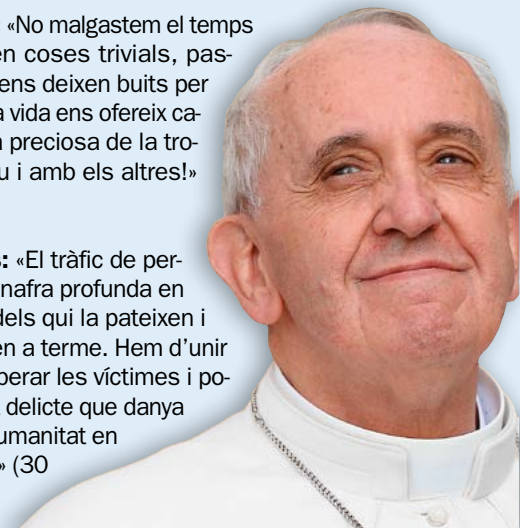 «No malgastem el temps
en coses trivials, pas-
ens deixen buits per
a vida ens ofereix ca-
preciosa de la tro-
u i amb els altres!»
s: «El tràfic de per-
nafra profunda en
dels qui la pateixen i
en a terme. Hem d’unir
perar les víctimes i po-
delicte que danya
umanitat en
» (30